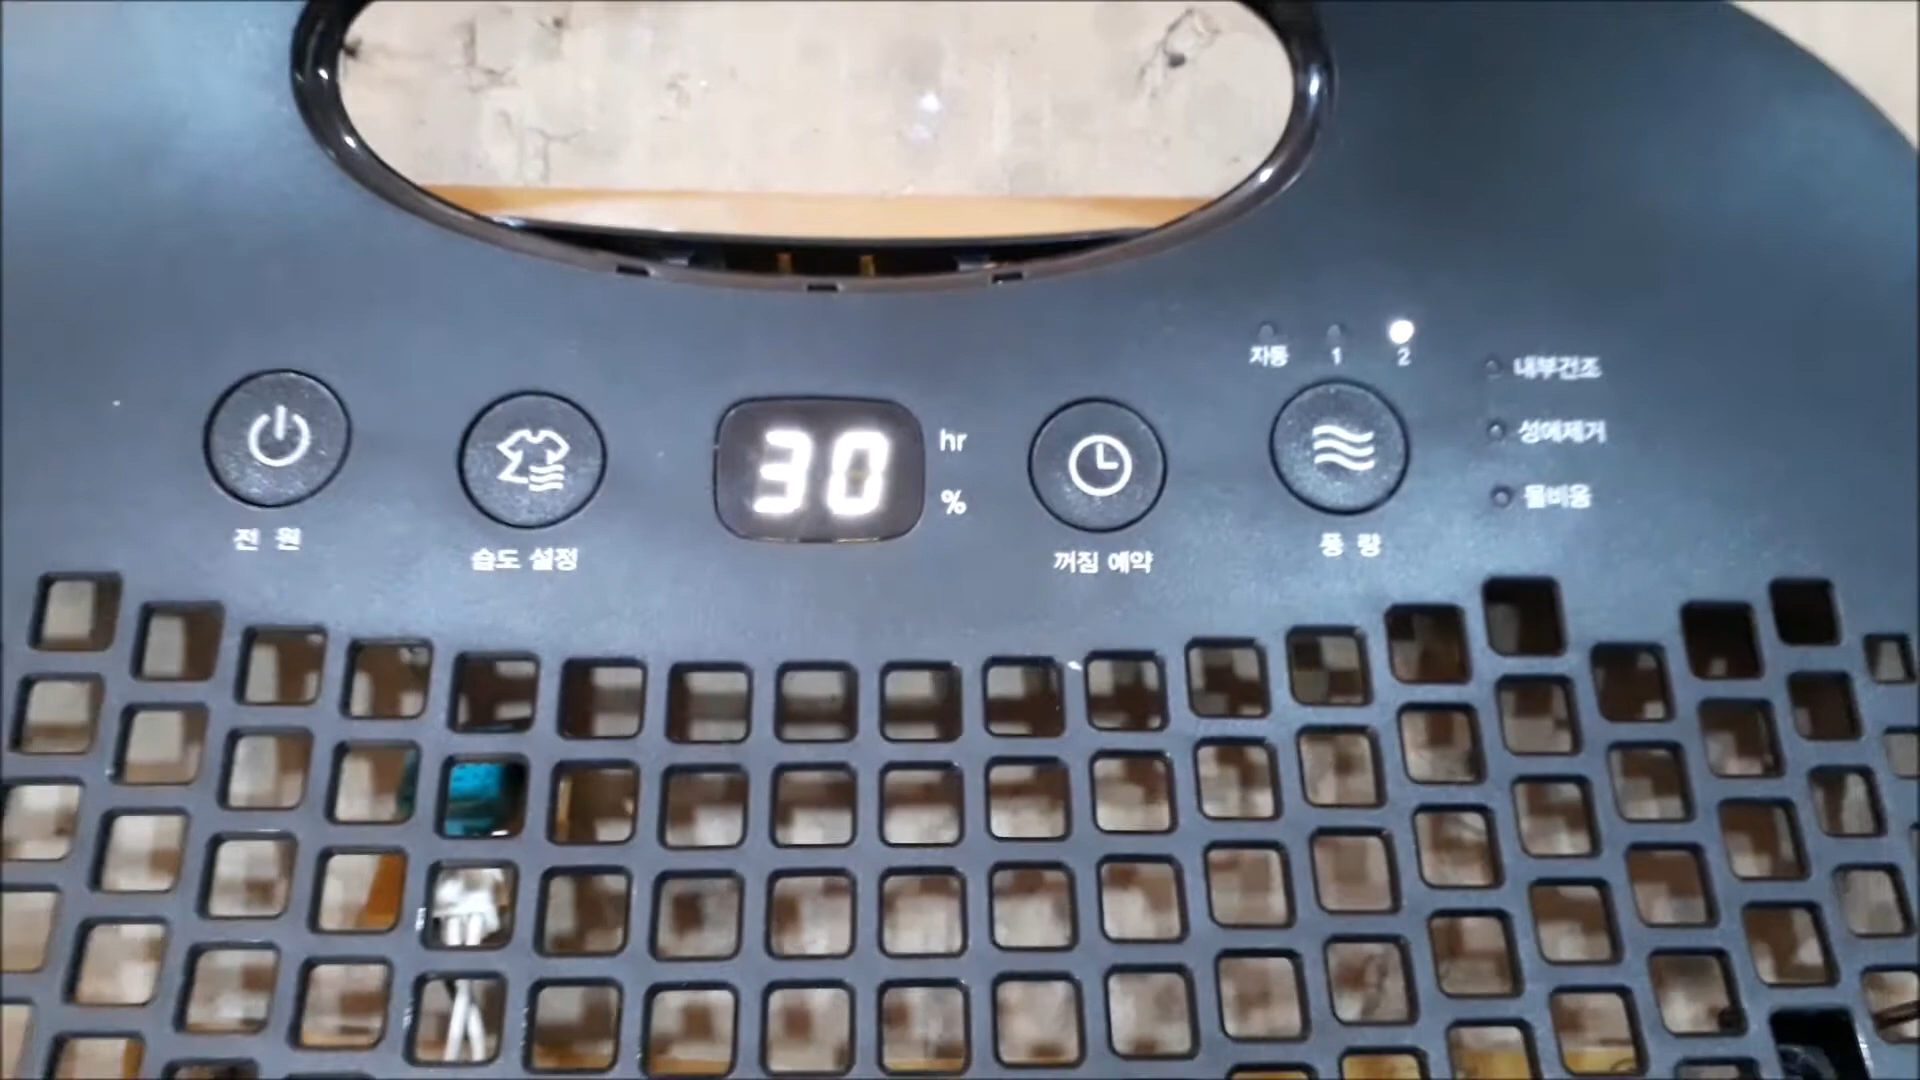 자동 1 2
내부건조
성에제거
물비움
30
hr
%
전 원
습도 설정
꺼짐 예약
풍 량